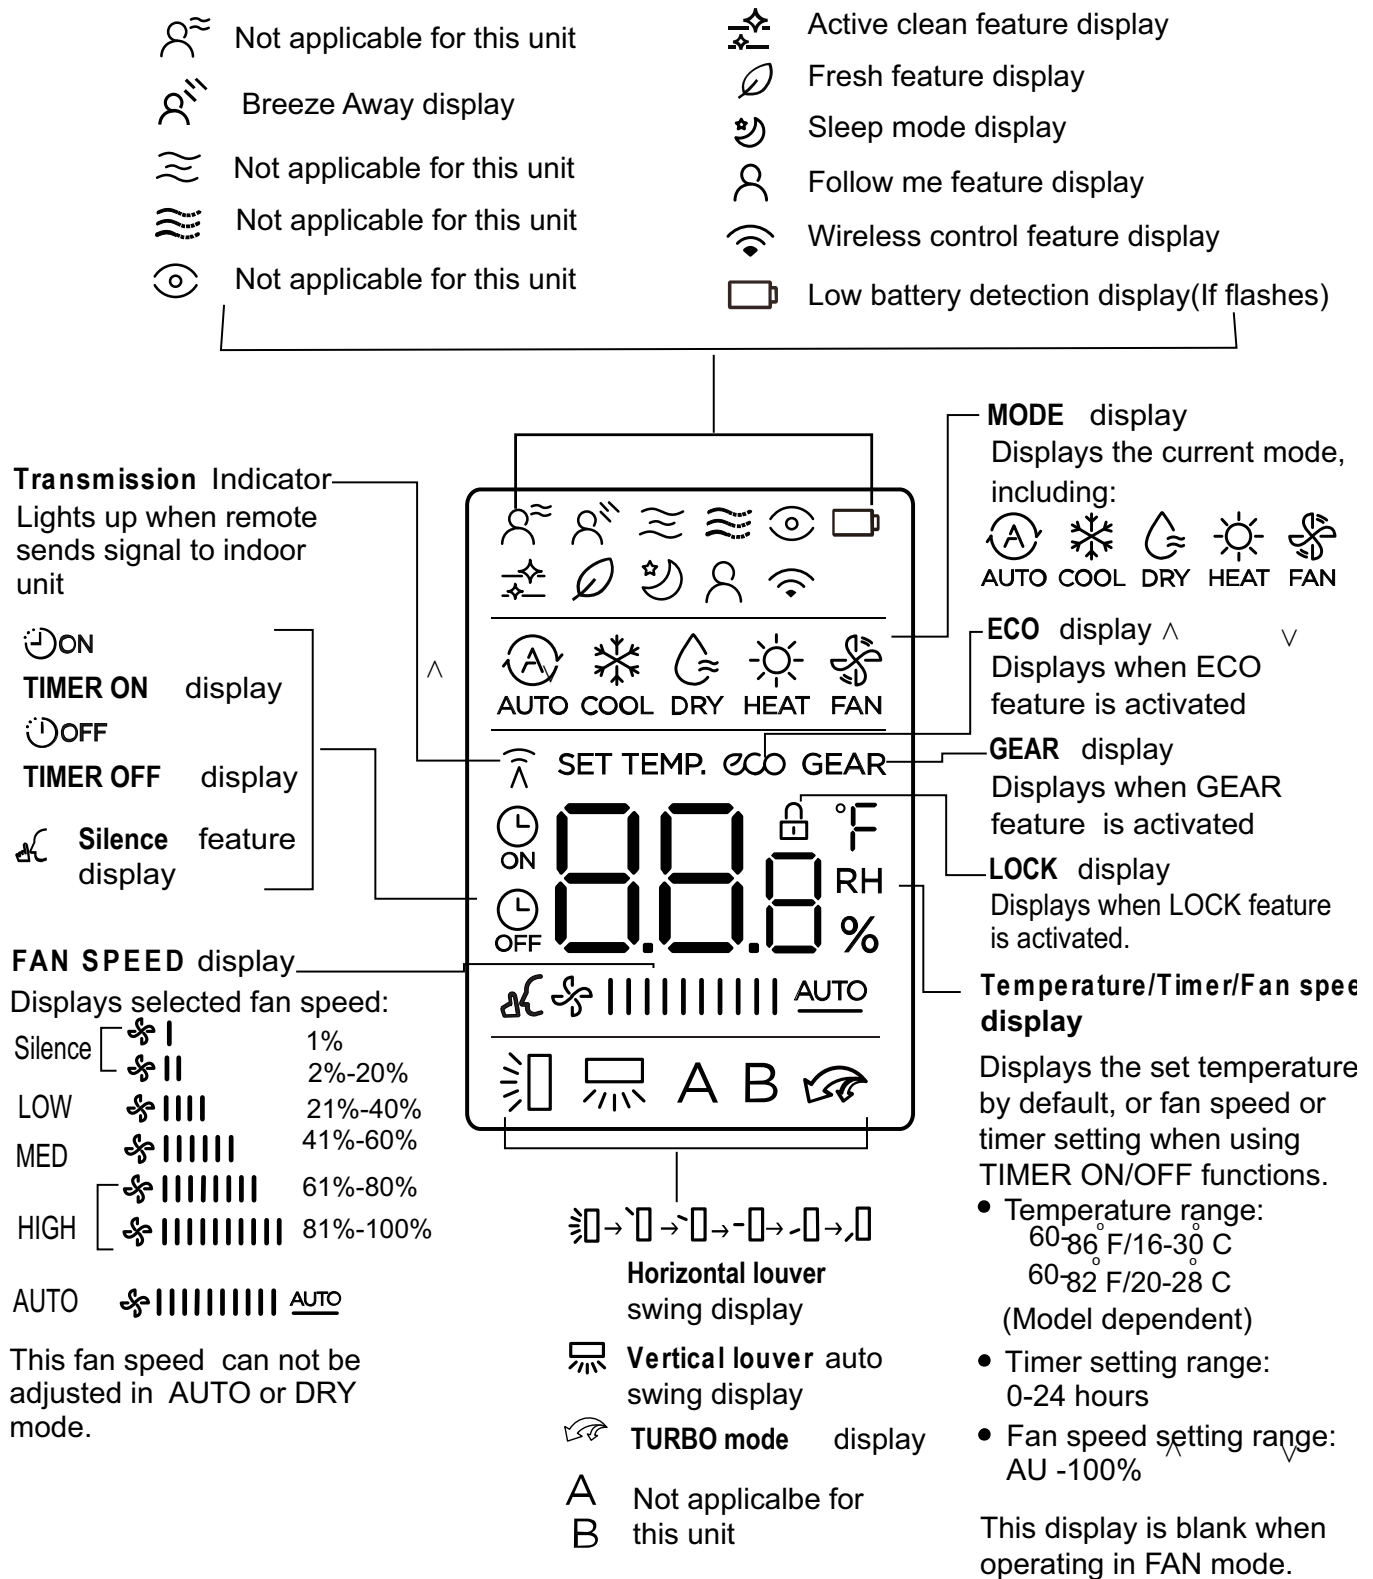 Not applicable for this unit
Breeze Away display
Not applicable for this unit
Not applicable for this unit
Not applicable for this unit
Active clean feature display
Fresh feature display
Sleep mode display
Follow me feature display
Wireless control feature display
Low battery detection display(If flashes)
Transmission Indicator
Lights up when remote
sends signal to indoor
unit
ON
TIMER ON display
OFF
TIMER OFF display
Silence feature
display
FAN SPEED display
Displays selected fan speed:
Silence
1%
2%-20%
LOW 21%-40%
MED 41%-60%
HIGH
61%-80%
81%-100%
AUTO AUTO
This fan speed can not be
adjusted in AUTO or DRY
mode.
A
AUTO COOL DRY HEAT FAN
SET TEMP. eco GEAR
ON
OFF
88.8
°F
RH
%
AUTO
A B
Horizontal louver
swing display
Vertical louver auto
swing display
TURBO mode display
A
B
Not applicalbe for
this unit
MODE display
Displays the current mode,
including:
A
AUTO COOL DRY HEAT FAN
ECO display
Displays when ECO
feature is activated
GEAR display
Displays when GEAR
feature is activated
LOCK display
Displays when LOCK feature
is activated.
Temperature/Timer/Fan spee
display
Displays the set temperature
by default, or fan speed or
timer setting when using
TIMER ON/OFF functions.
• Temperature range:
60-86°F/16-30°C
60-82°F/20-28°C
(Model dependent)
• Timer setting range:
0-24 hours
• Fan speed setting range:
AU -100%
This display is blank when
operating in FAN mode.